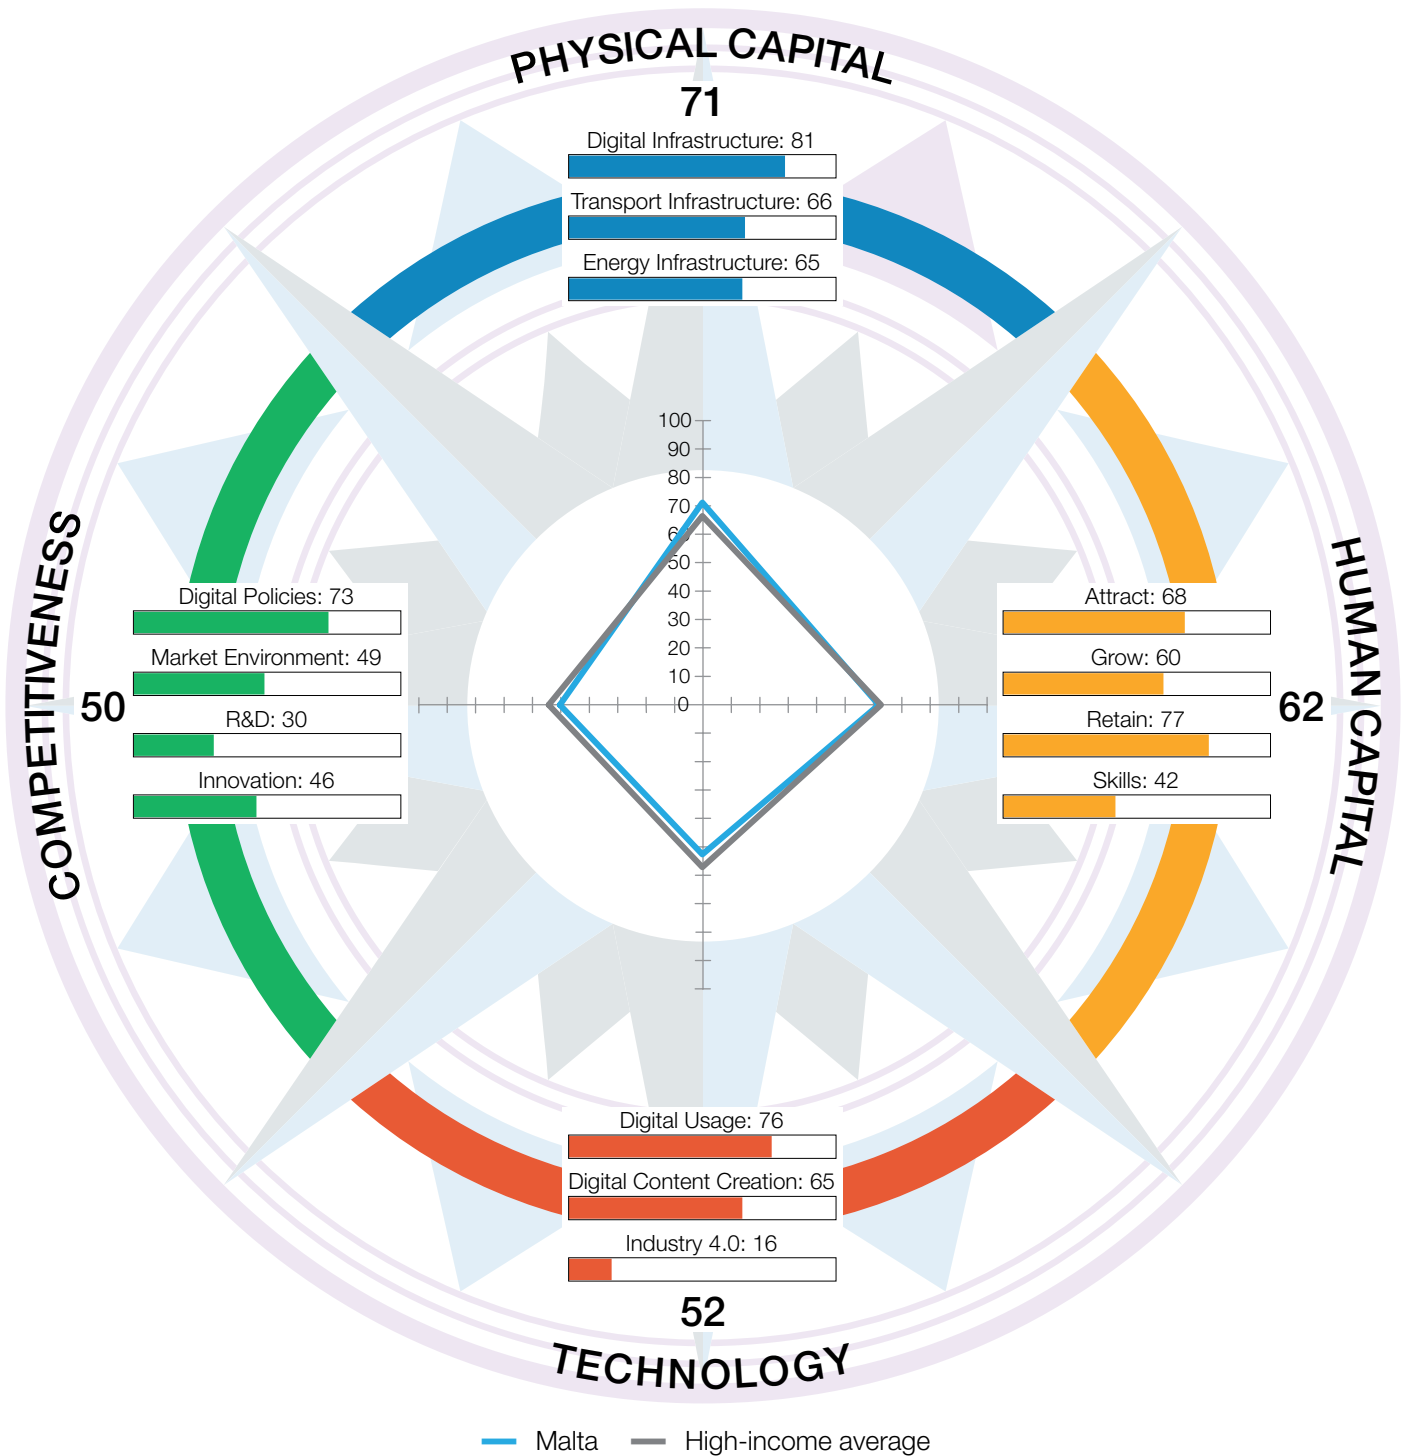 PHYSICAL CAPITAL
71
Digital Infrastructure: 81
Transport Infrastructure: 66
Energy Infrastructure: 65
COMPETITIVENESS
50
Digital Policies: 73
Market Environment: 49
R&D: 30
Innovation: 46
100
90
80
70
60
50
40
30
20
10
0
HUMAN CAPITAL
62
Attract: 68
Grow: 60
Retain: 77
Skills: 42
Digital Usage: 76
Digital Content Creation: 65
Industry 4.0: 16
52
TECHNOLOGY
Malta
High-income average